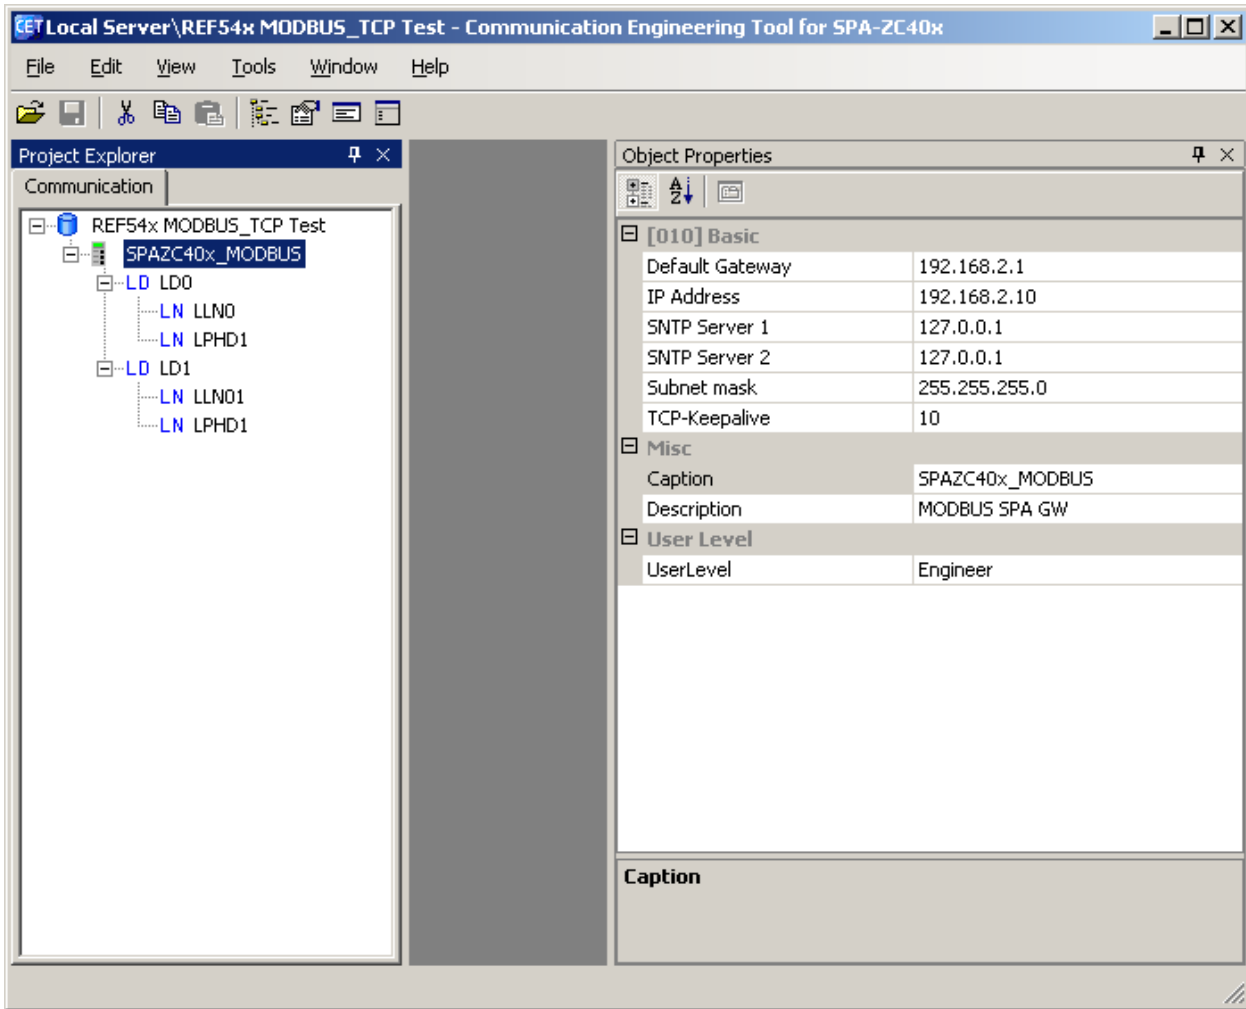 CET Local Server\REF54x MODBUS_TCP Test - Communication Engineering Tool for SPA-ZC40x
File Edit View Tools Window Help
Project Explorer
Communication
REF54x MODBUS_TCP Test
SPAZC40x_MODBUS
LD LD0
LN LLN0
LN LPHD1
LD LD1
LN LLN01
LN LPHD1
Object Properties
[010] Basic
Default Gateway 192.168.2.1
IP Address 192.168.2.10
SNTP Server 1 127.0.0.1
SNTP Server 2 127.0.0.1
Subnet mask 255.255.255.0
TCP-Keepalive 10
Misc
Caption SPAZC40x_MODBUS
Description MODBUS SPA GW
User Level
UserLevel Engineer
Caption